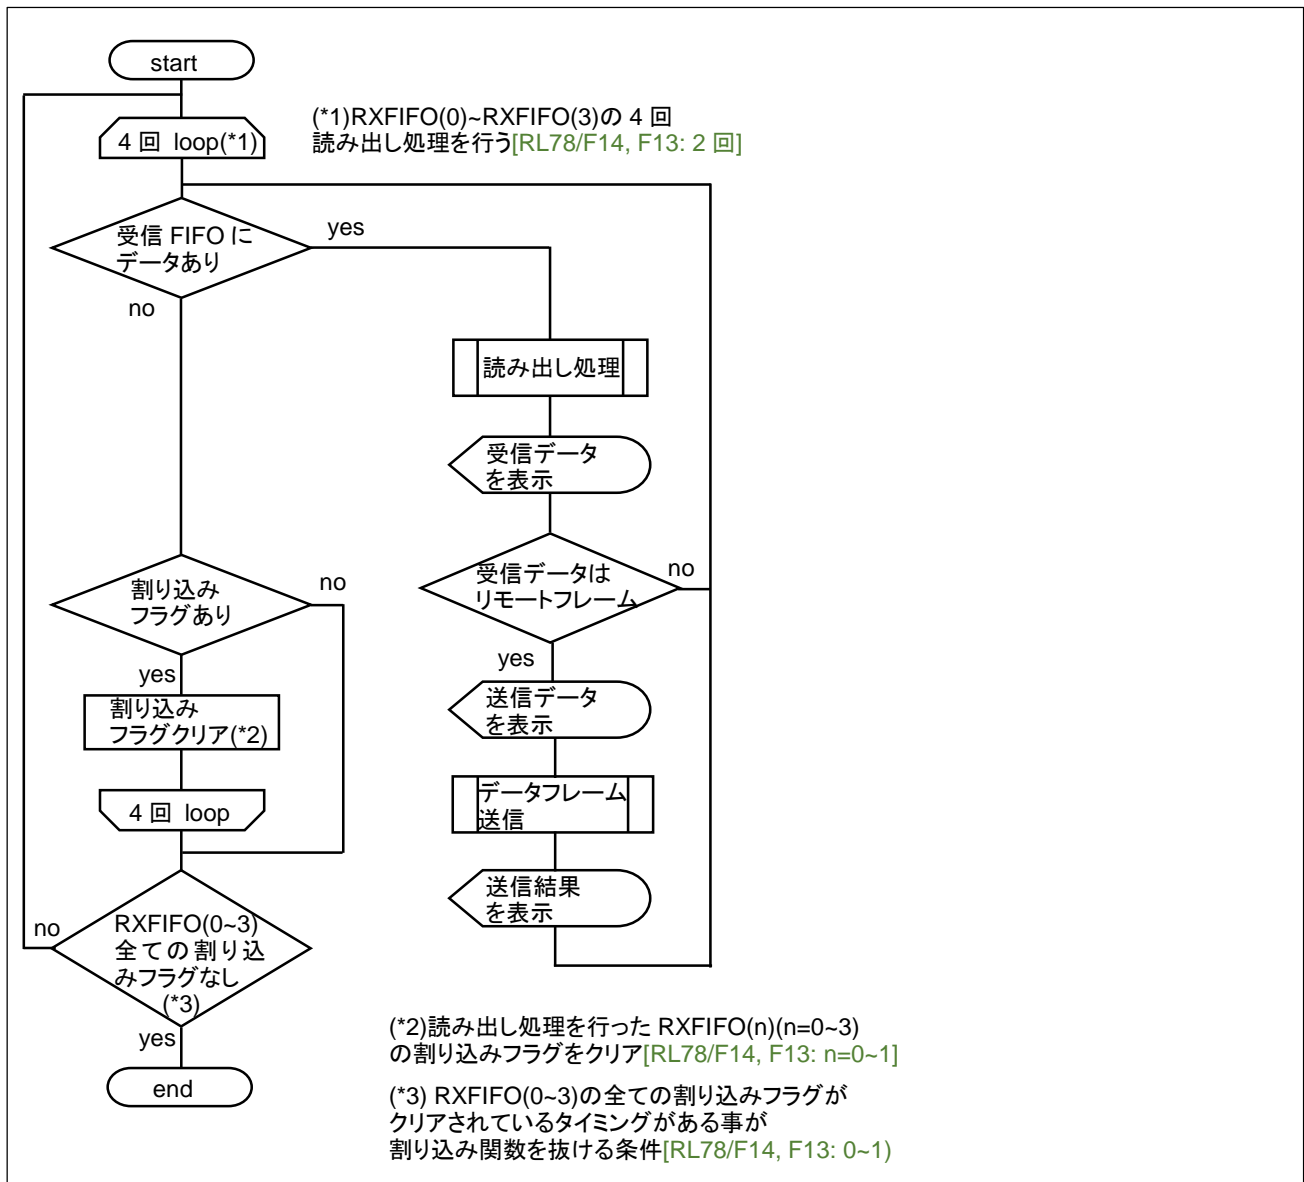 start
4 回 loop(*1)
(*1)RXFIFO(0)~RXFIFO(3)の 4 回
読み出し処理を行う[RL78/F14, F13: 2 回]
受信 FIFO に
データあり
yes
no
読み出し処理
受信データ
を表示
受信データは
リモートフレーム
no
yes
送信データ
を表示
データフレーム
送信
送信結果
を表示
割り込み
フラグあり
no
yes
割り込み
フラグクリア(*2)
4 回 loop
RXFIFO(0~3)
全ての割り込
みフラグなし
(*3)
no
yes
end
(*2)読み出し処理を行った RXFIFO(n)(n=0~3)
の割り込みフラグをクリア[RL78/F14, F13: n=0~1]
(*3) RXFIFO(0~3)の全ての割り込みフラグが
クリアされているタイミングがある事が
割り込み関数を抜ける条件[RL78/F14, F13: 0~1)